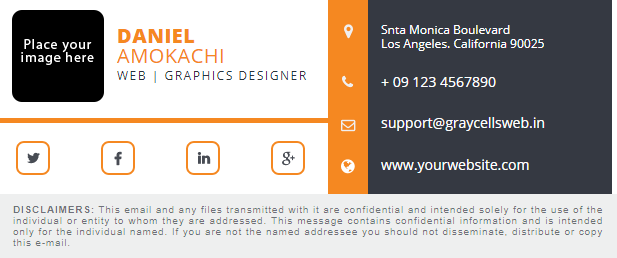 Place your
image here
DANIEL
AMOKACHI
WEB | GRAPHICS DESIGNER
Snta Monica Boulevard
Los Angeles. California 90025
+ 09 123 4567890
support@graycellsweb.in
www.yourwebsite.com
DISCLAIMERS: This email and any files transmitted with it are confidential and intended solely for the use of the
individual or entity to whom they are addressed. This message contains confidential information and is intended
only for the individual named. If you are not the named addressee you should not disseminate, distribute or copy
this e-mail.